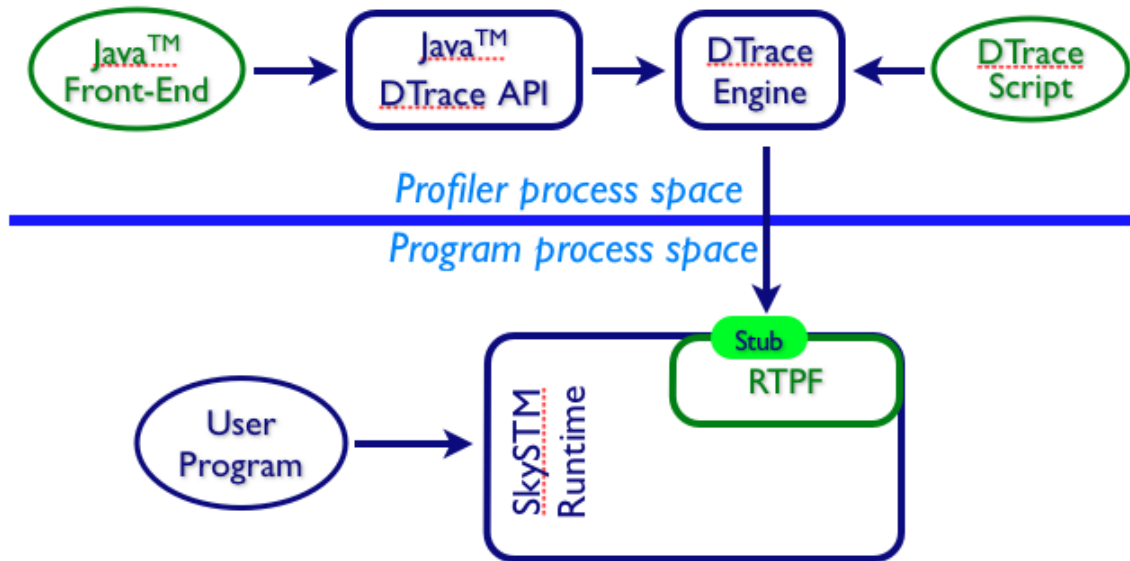 Java™
Front-End
Java™
DTrace API
DTrace
Engine
DTrace
Script
Profiler process space
Program process space
Stub
RTPF
SkySTM
Runtime
User
Program